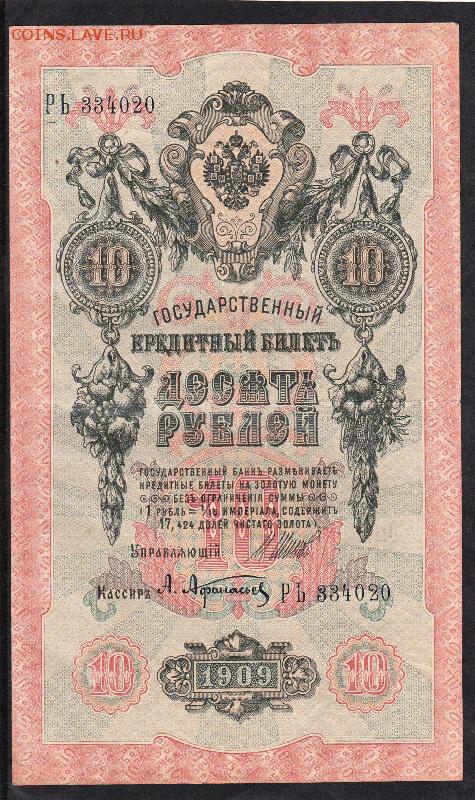 COINS.LAVE.RU
РЬ 334020
10 10
ГОСУДАРСТВЕННЫЙ
КРЕДИТНЫЙ БИЛЕТЪ
ДЕСЯТЬ
РУБЛЕЙ
ГОСУДАРСТВЕННЫЙ БАНКЪ РАЗМѢНИВАЕТЪ
КРЕДИТНЫЕ БИЛЕТЫ НА ЗОЛОТУЮ МОНЕТУ
БЕЗЪ ОГРАНИЧЕНІЯ СУММЫ
(1 РУБЛЬ = 1/15 ИМПЕРІАЛА, СОДЕРЖИТЪ
17,424 ДОЛЕЙ ЧИСТАГО ЗОЛОТА).
10
УПРАВЛЯЮЩІЙ
КАССИРЪ А. Афанасьев РЬ 334020
10 1909 10